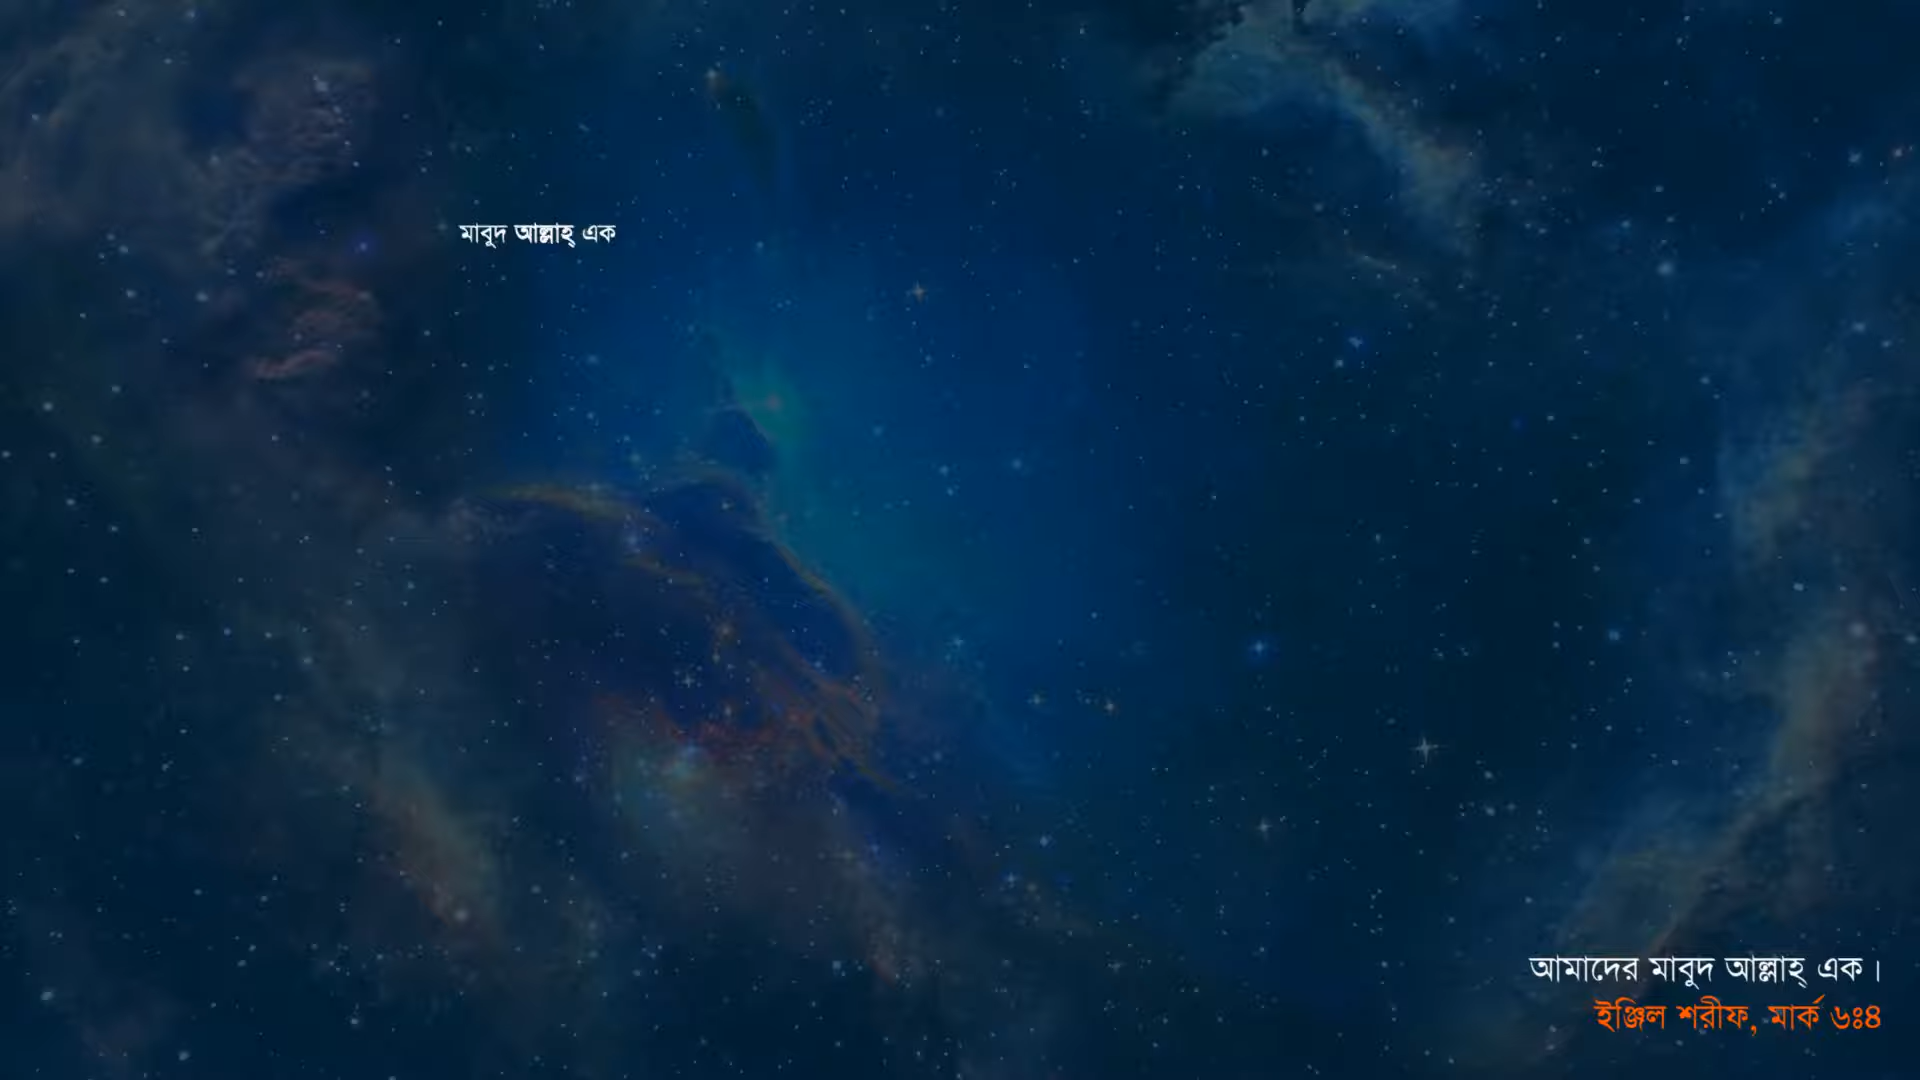 মাবুদ আল্লাহ্ এক
আমাদের মাবুদ আল্লাহ্ এক।
ইঞ্জিল শরীফ, মার্ক ৬ঃ৪